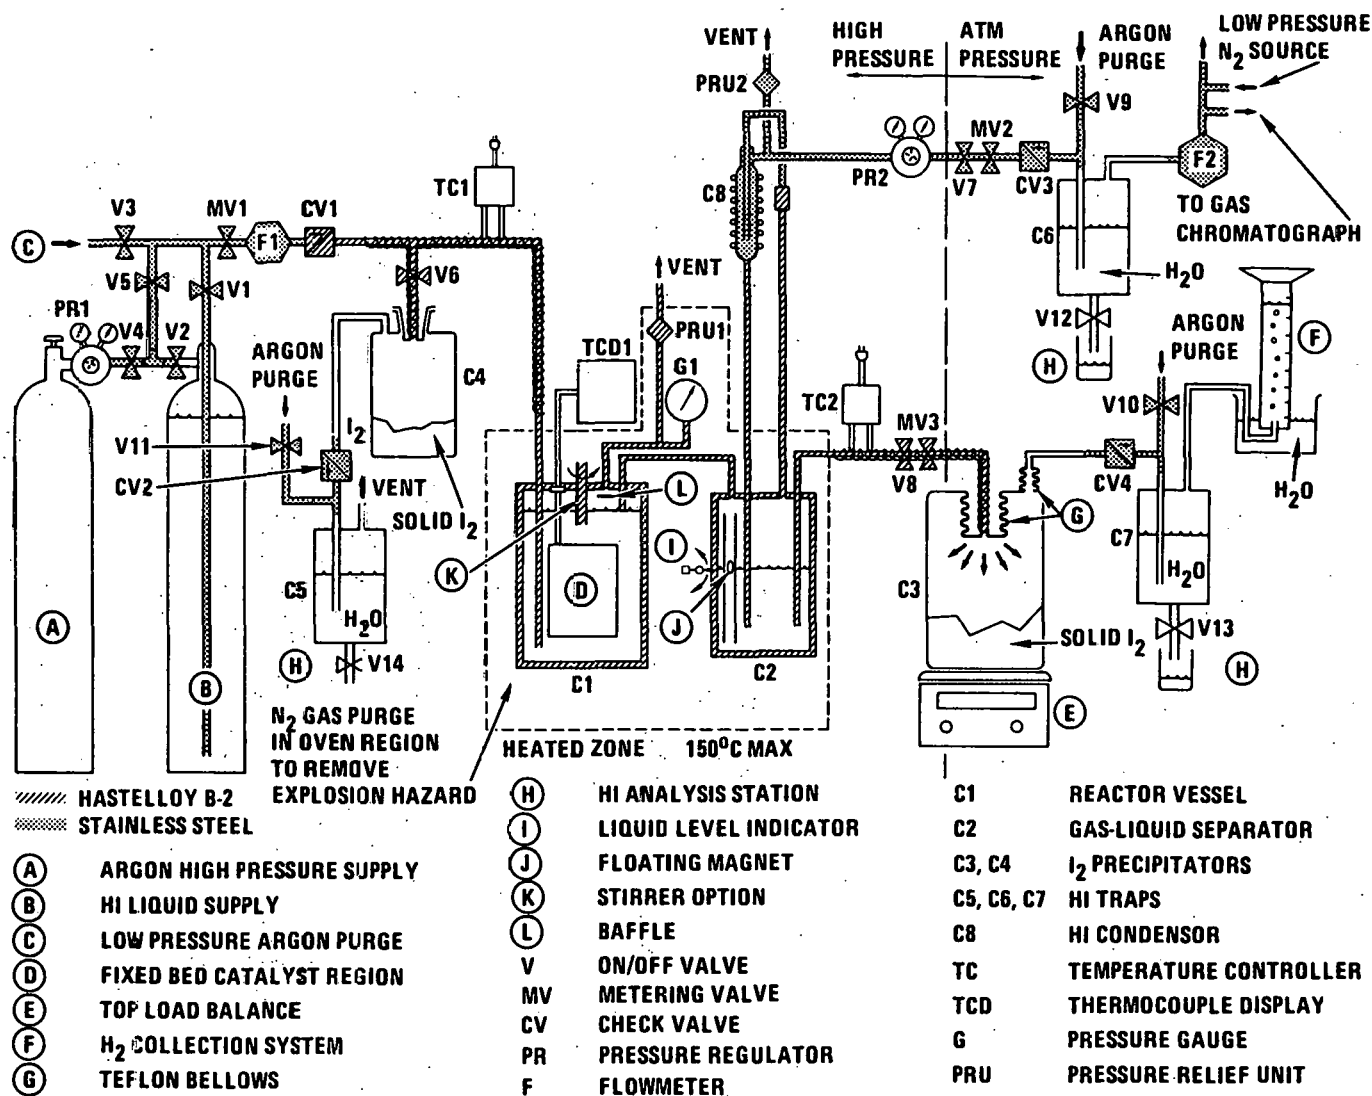 VENT
PRU2
HIGH
PRESSURE
ATM
PRESSURE
ARGON
PURGE
LOW PRESSURE
N2 SOURCE
V9
MV2
PR2
V7
CV3
F2
TO GAS
CHROMATOGRAPH
C8
C6
H2O
V12
H
TC1
V3
MV1
CV1
C
F1
V5
V1
V6
PR1
V4
V2
ARGON
PURGE
C4
I2
V11
CV2
VENT
SOLID I2
C5
H2O
H
V14
A
B
VENT
PRU1
TCD1
G1
L
K
D
I
J
C1
C2
TC2
MV3
V8
ARGON
PURGE
F
V10
H2O
CV4
G
C7
H2O
C3
SOLID I2
V13
H
E
N2 GAS PURGE
IN OVEN REGION
TO REMOVE
EXPLOSION HAZARD
HEATED ZONE 150°C MAX
HASTELLOY B-2
STAINLESS STEEL
A ARGON HIGH PRESSURE SUPPLY
B HI LIQUID SUPPLY
C LOW PRESSURE ARGON PURGE
D FIXED BED CATALYST REGION
E TOP LOAD BALANCE
F H2 COLLECTION SYSTEM
G TEFLON BELLOWS
H HI ANALYSIS STATION
I LIQUID LEVEL INDICATOR
J FLOATING MAGNET
K STIRRER OPTION
L BAFFLE
V ON/OFF VALVE
MV METERING VALVE
CV CHECK VALVE
PR PRESSURE REGULATOR
F FLOWMETER
C1 REACTOR VESSEL
C2 GAS-LIQUID SEPARATOR
C3, C4 I2 PRECIPITATORS
C5, C6, C7 HI TRAPS
C8 HI CONDENSOR
TC TEMPERATURE CONTROLLER
TCD THERMOCOUPLE DISPLAY
G PRESSURE GAUGE
PRU PRESSURE RELIEF UNIT